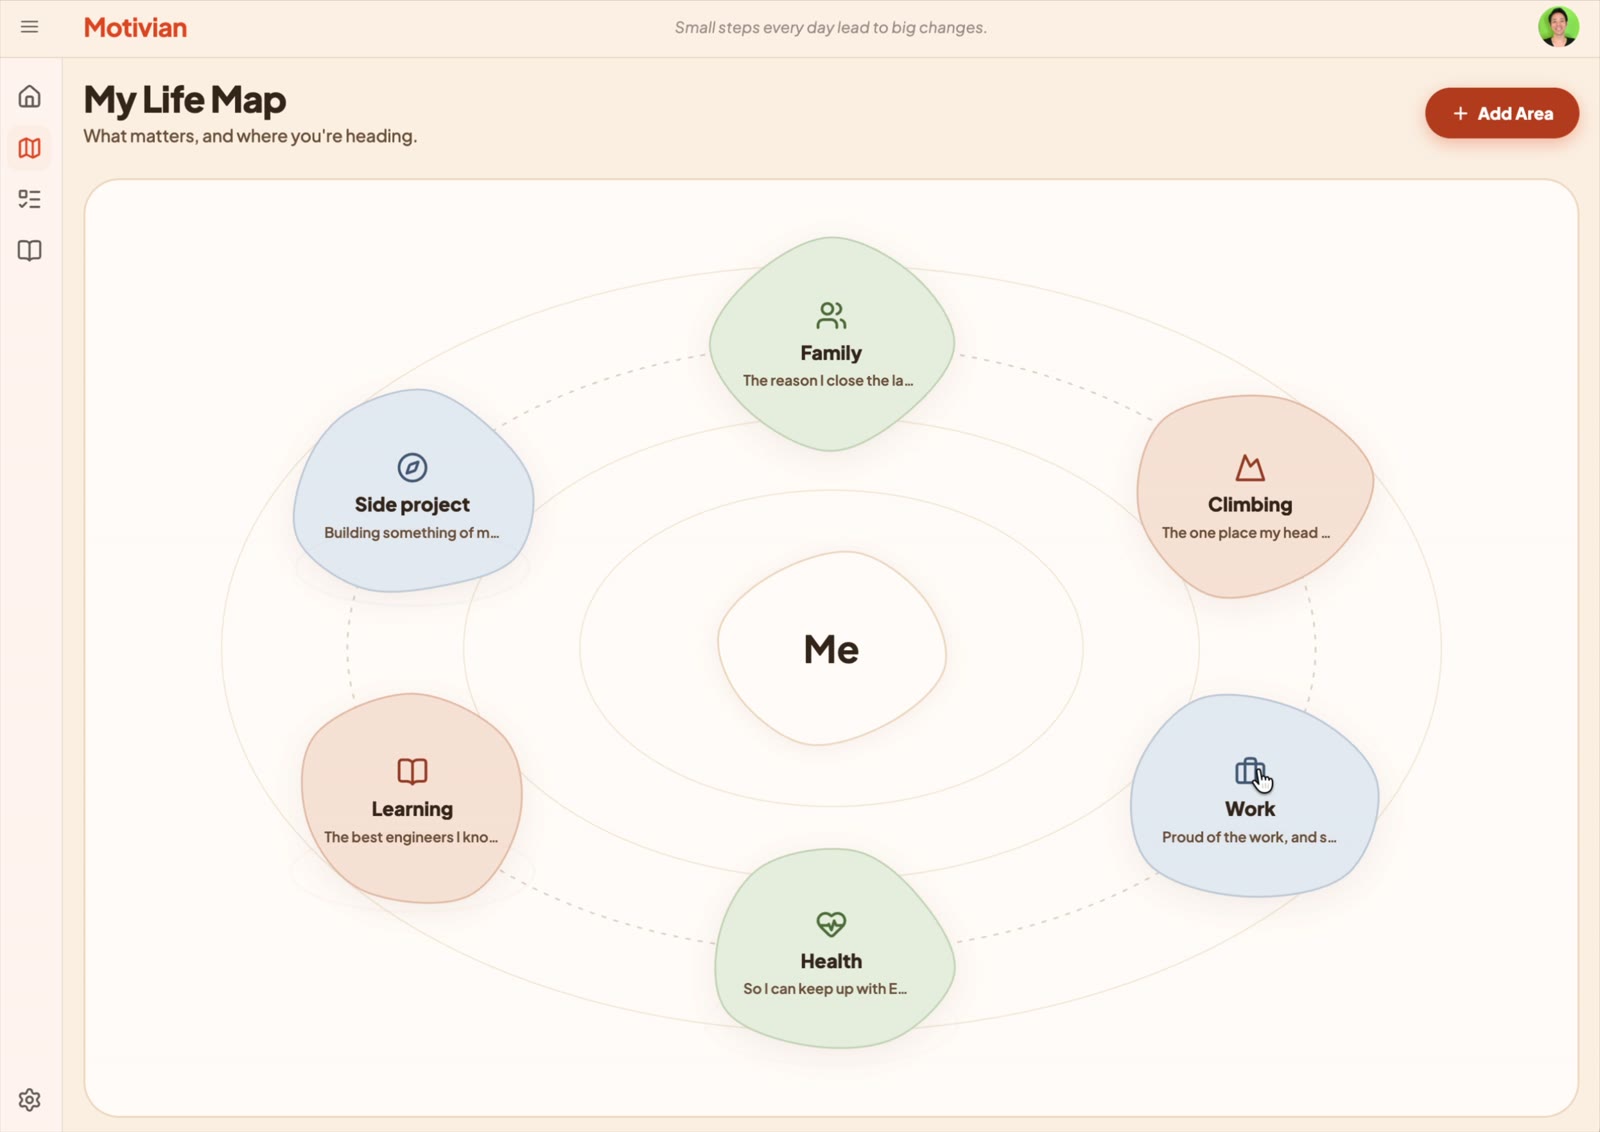 Motivian
Small steps every day lead to big changes.
My Life Map
What matters, and where you're heading.
+ Add Area
Family
The reason I close the la...
Side project
Building something of m...
Climbing
The one place my head ...
Me
Learning
The best engineers I kno...
Work
Proud of the work, and s...
Health
So I can keep up with E...